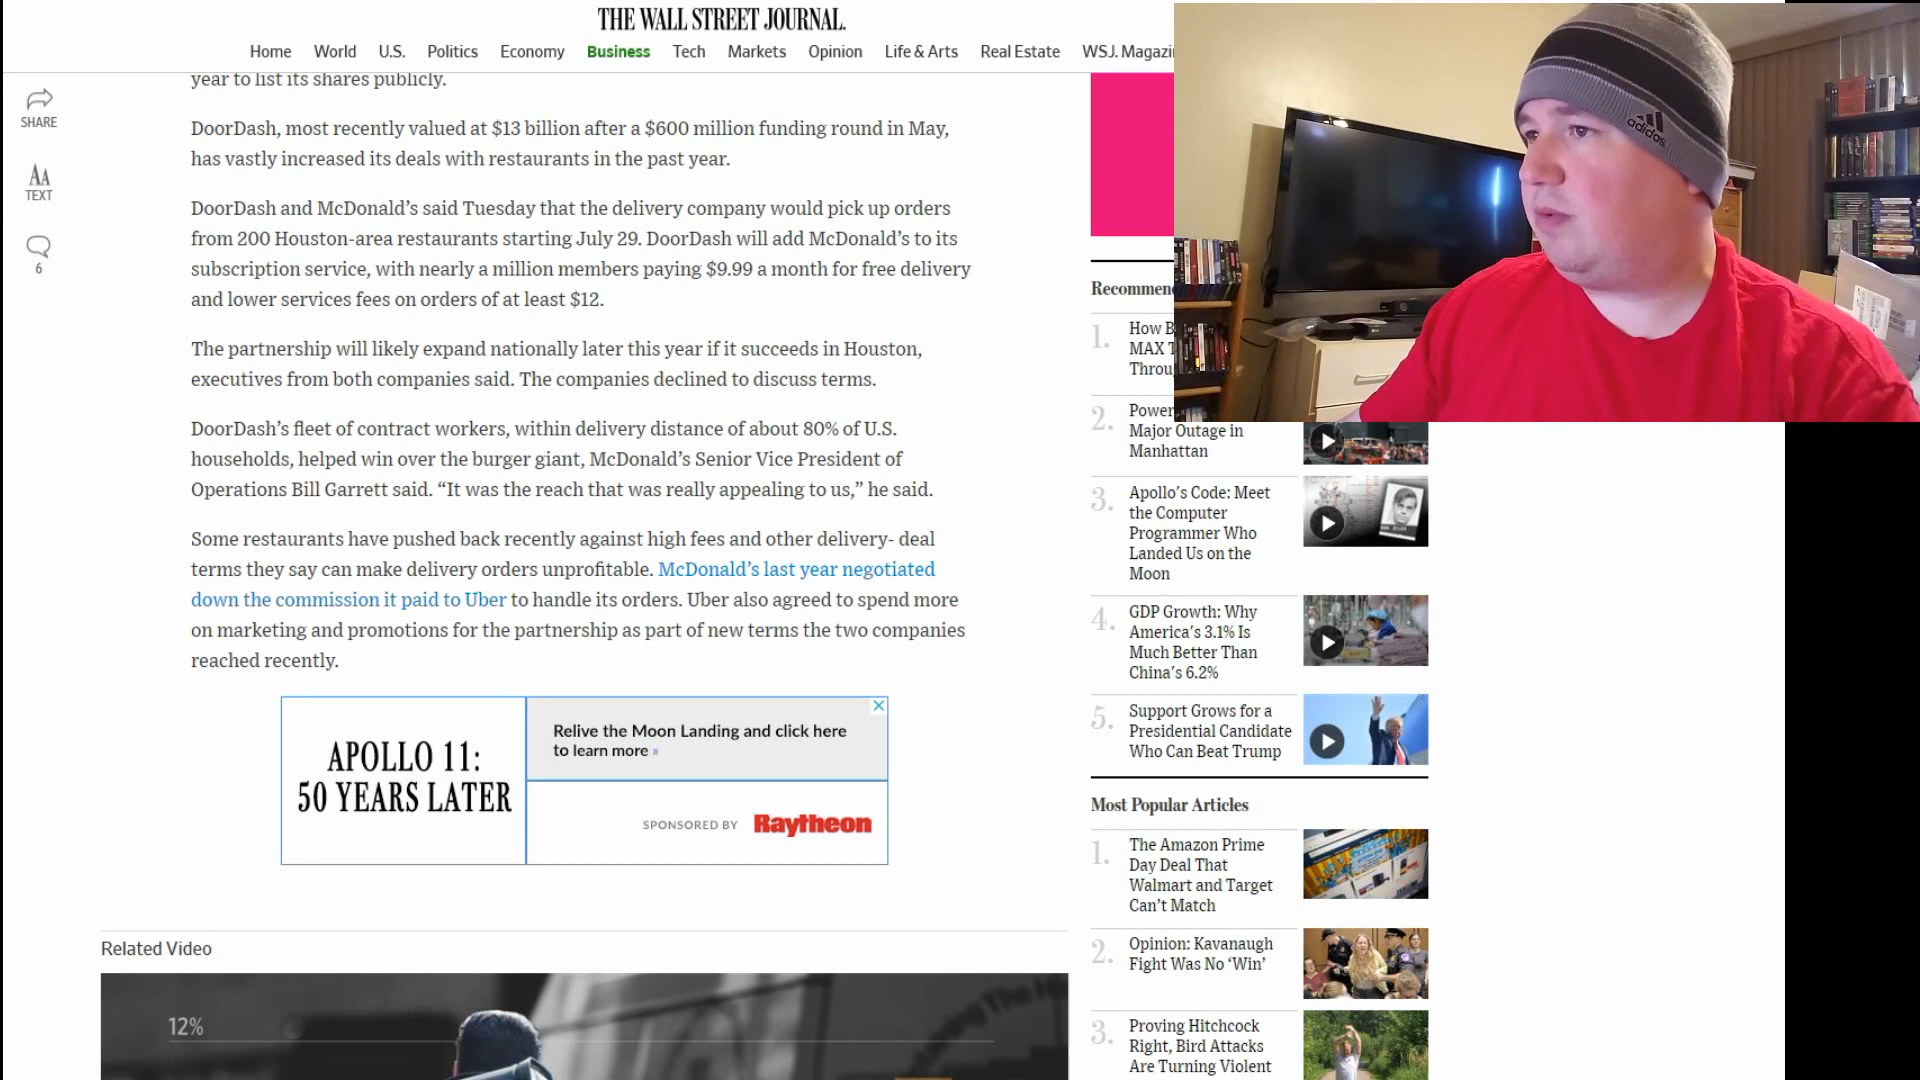 THE WALL STREET JOURNAL.
Home World U.S. Politics Economy Business Tech Markets Opinion Life & Arts Real Estate WSJ. Magazi
SHARE
TEXT
6
year to list its shares publicly.
DoorDash, most recently valued at $13 billion after a $600 million funding round in May,
has vastly increased its deals with restaurants in the past year.
DoorDash and McDonald’s said Tuesday that the delivery company would pick up orders
from 200 Houston-area restaurants starting July 29. DoorDash will add McDonald’s to its
subscription service, with nearly a million members paying $9.99 a month for free delivery
and lower services fees on orders of at least $12.
The partnership will likely expand nationally later this year if it succeeds in Houston,
executives from both companies said. The companies declined to discuss terms.
DoorDash’s fleet of contract workers, within delivery distance of about 80% of U.S.
households, helped win over the burger giant, McDonald’s Senior Vice President of
Operations Bill Garrett said. “It was the reach that was really appealing to us,” he said.
Some restaurants have pushed back recently against high fees and other delivery- deal
terms they say can make delivery orders unprofitable. McDonald’s last year negotiated
down the commission it paid to Uber to handle its orders. Uber also agreed to spend more
on marketing and promotions for the partnership as part of new terms the two companies
reached recently.
APOLLO 11:
50 YEARS LATER
Relive the Moon Landing and click here
to learn more »
SPONSORED BY Raytheon
Related Video
12%
Recommen
1. How B
MAX T
Throu
2. Power
Major Outage in
Manhattan
3. Apollo’s Code: Meet
the Computer
Programmer Who
Landed Us on the
Moon
4. GDP Growth: Why
America’s 3.1% Is
Much Better Than
China’s 6.2%
5. Support Grows for a
Presidential Candidate
Who Can Beat Trump
Most Popular Articles
1. The Amazon Prime
Day Deal That
Walmart and Target
Can’t Match
2. Opinion: Kavanaugh
Fight Was No ‘Win’
3. Proving Hitchcock
Right, Bird Attacks
Are Turning Violent
adidas